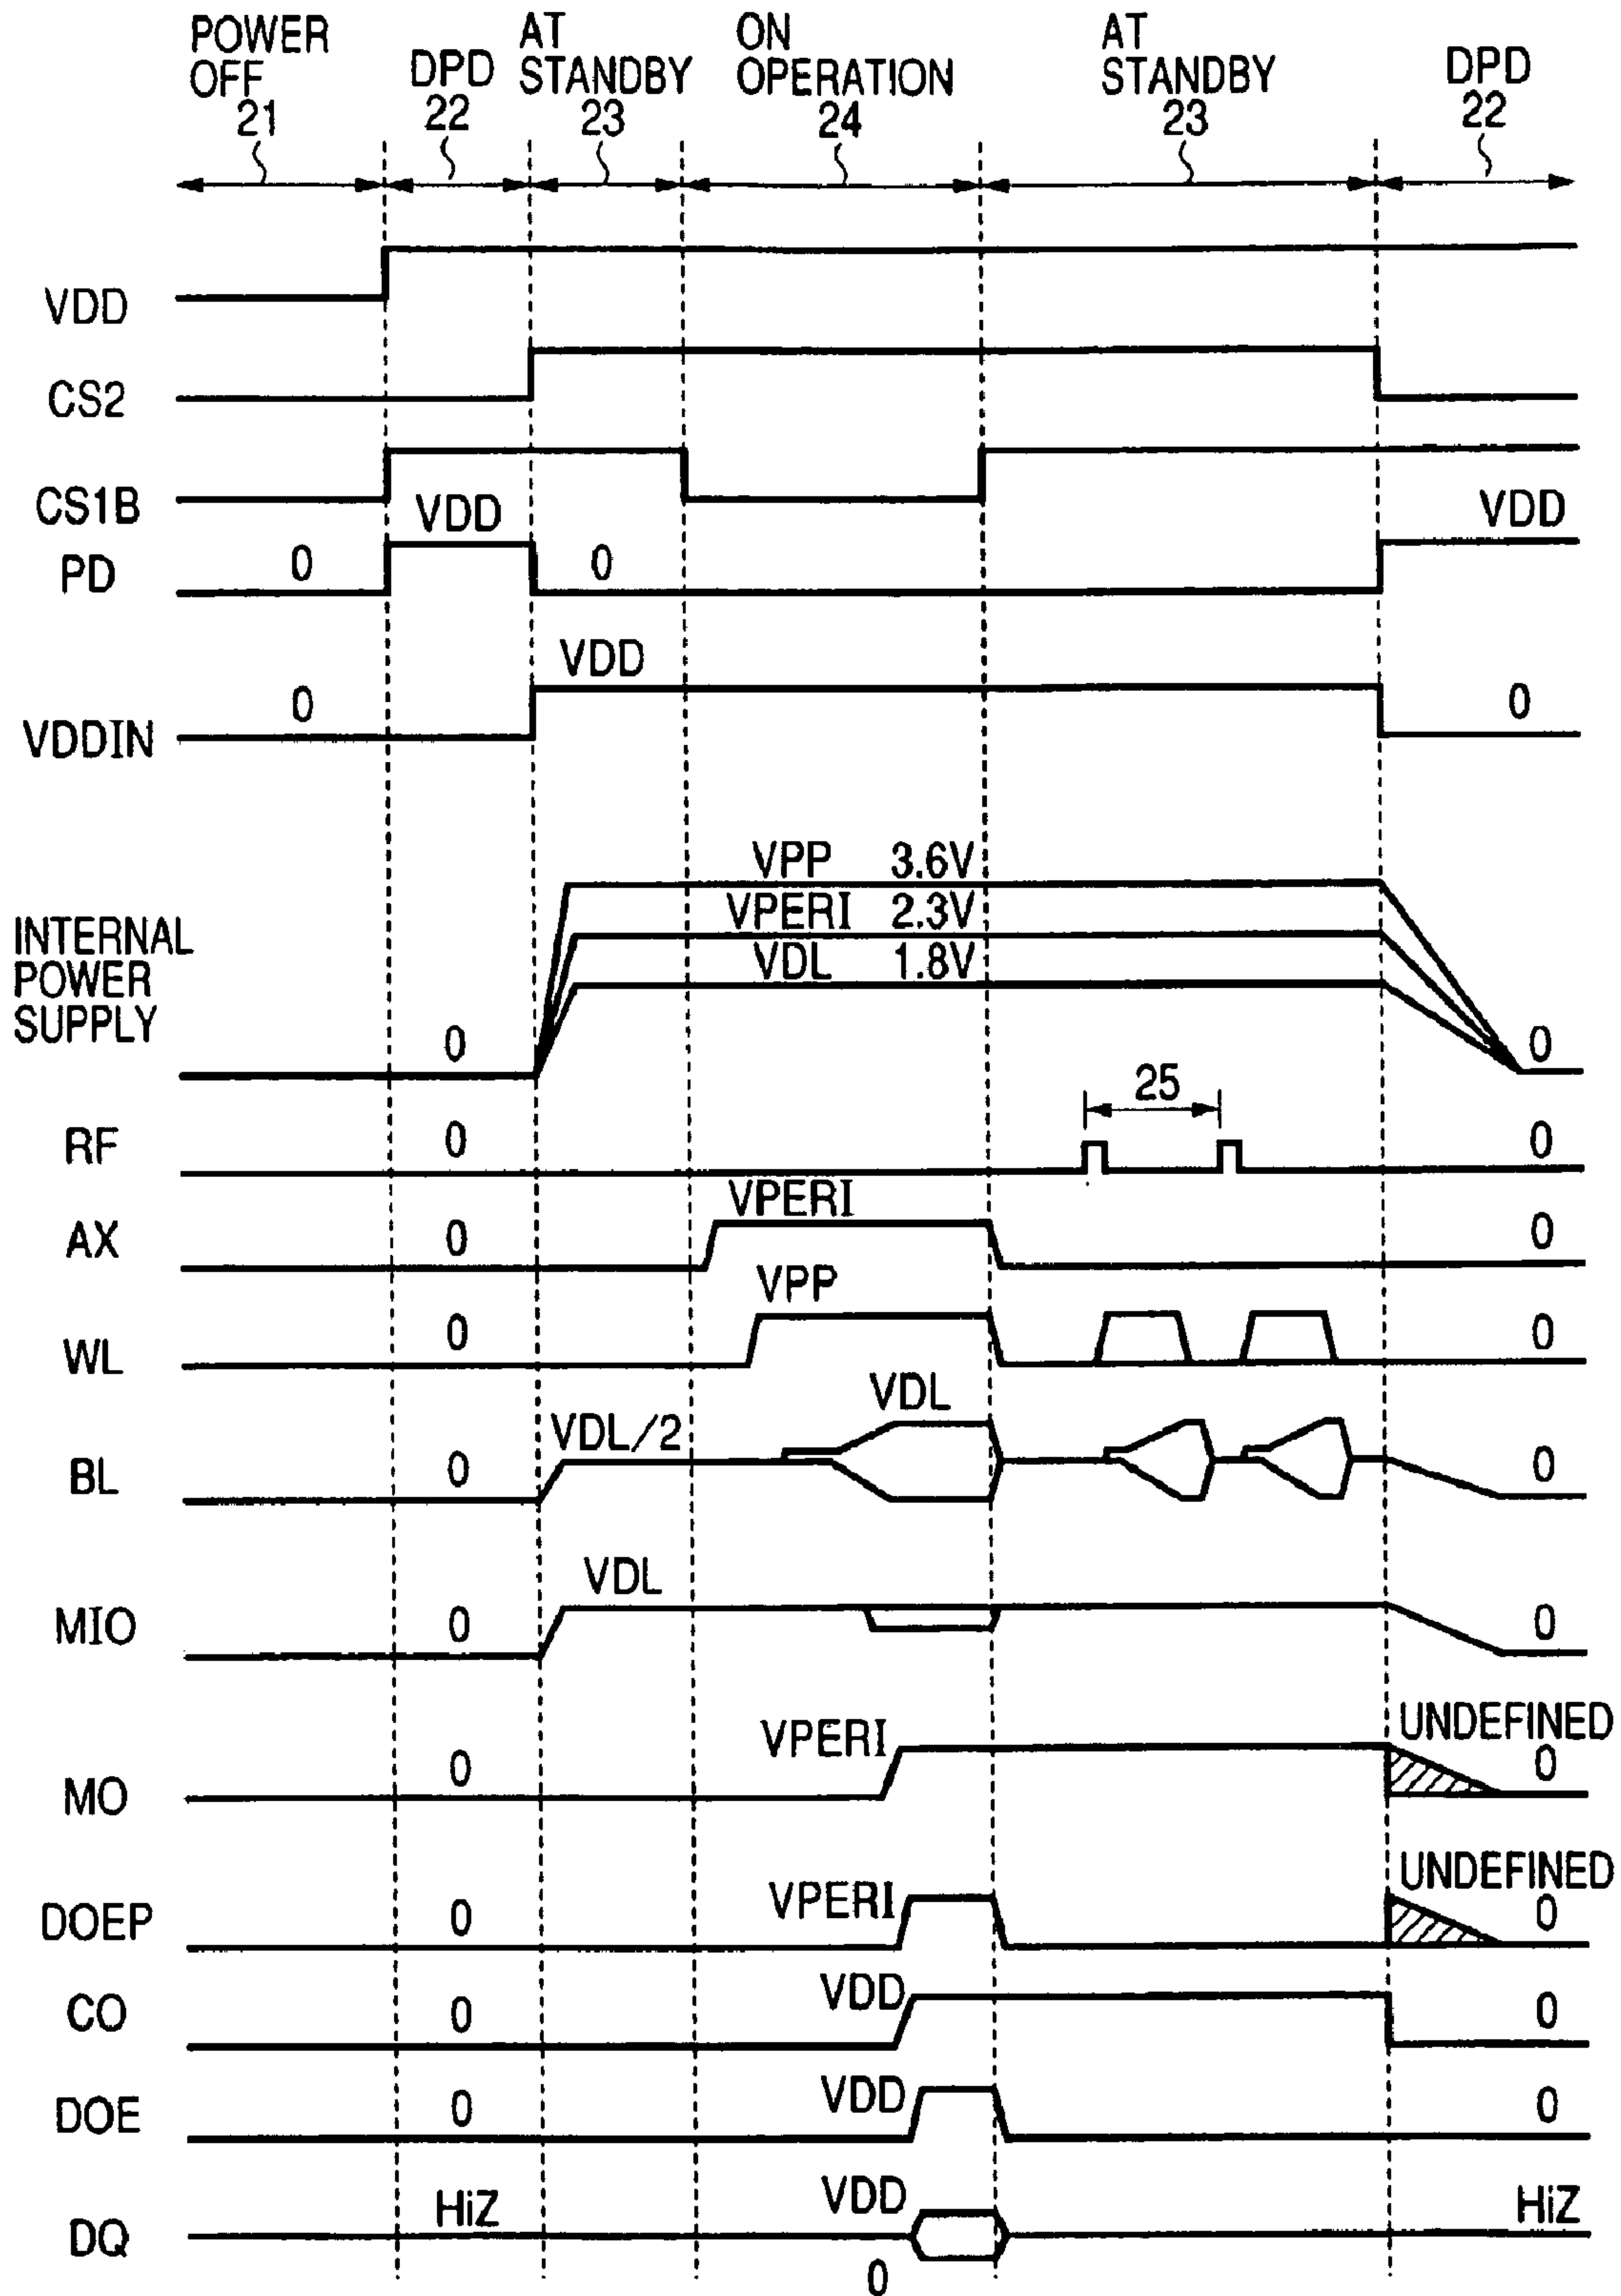 POWER OFF 21
DPD 22
AT STANDBY 23
ON OPERATION 24
AT STANDBY 23
DPD 22
VDD
CS2
CS1B
VDD
VDD
PD
0
0
VDD
VDDIN
0
0
INTERNAL POWER SUPPLY
VPP 3.6V
VPERI 2.3V
VDL 1.8V
0
0
25
RF
0
0
VPERI
AX
0
0
VPP
WL
0
0
VDL/2
VDL
BL
0
0
VDL
MIO
0
0
VPERI
UNDEFINED
MO
0
0
VPERI
UNDEFINED
DOEP
0
0
VDD
CO
0
0
VDD
DOE
0
0
HiZ
VDD
HiZ
DQ
0